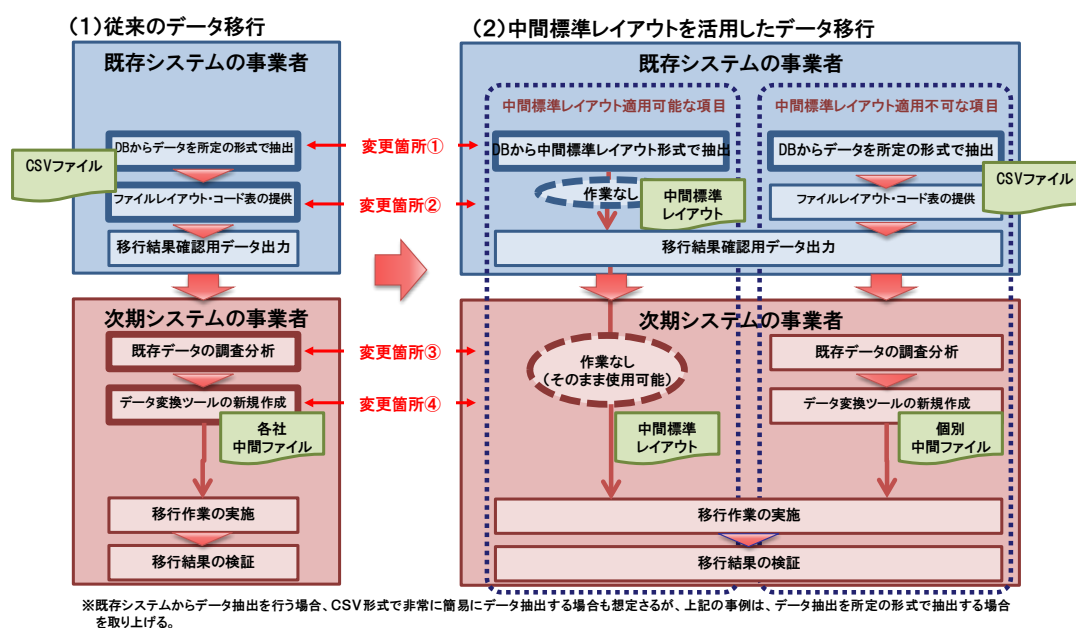 (1)従来のデータ移行
既存システムの事業者
DBからデータを所定の形式で抽出
CSVファイル
ファイルレイアウト・コード表の提供
移行結果確認用データ出力
次期システムの事業者
既存データの調査分析
データ変換ツールの新規作成
各社
中間ファイル
移行作業の実施
移行結果の検証
変更箇所①
変更箇所②
変更箇所③
変更箇所④
(2)中間標準レイアウトを活用したデータ移行
既存システムの事業者
中間標準レイアウト適用可能な項目
DBから中間標準レイアウト形式で抽出
作業なし
中間標準
レイアウト
中間標準レイアウト適用不可な項目
DBからデータを所定の形式で抽出
CSVファイル
ファイルレイアウト・コード表の提供
移行結果確認用データ出力
次期システムの事業者
作業なし
(そのまま使用可能)
中間標準
レイアウト
既存データの調査分析
データ変換ツールの新規作成
個別
中間ファイル
移行作業の実施
移行結果の検証
※既存システムからデータ抽出を行う場合、CSV形式で非常に簡易にデータ抽出する場合も想定さるが、上記の事例は、データ抽出を所定の形式で抽出する場合
を取り上げる。